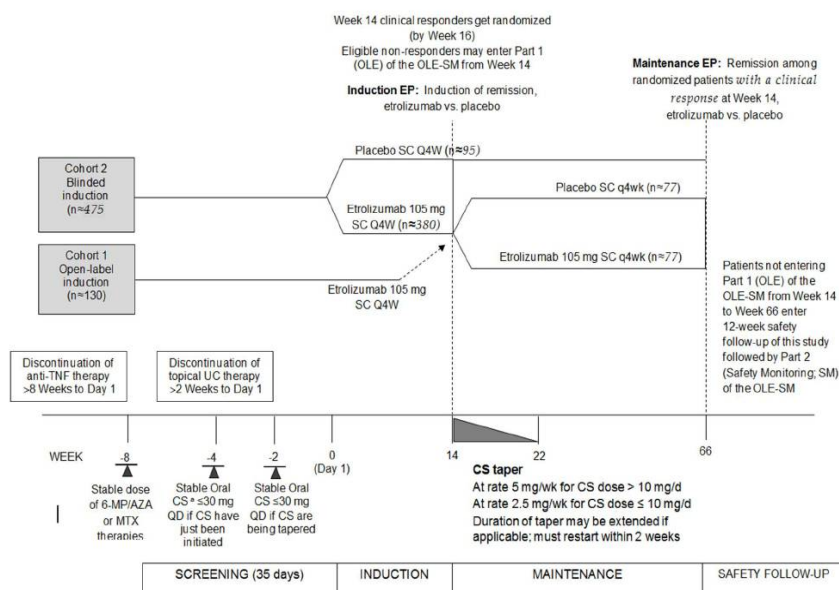 Week 14 clinical responders get randomized
(by Week 16)
Eligible non-responders may enter Part 1
(OLE) of the OLE-SM from Week 14
Induction EP: Induction of remission,
etrolizumab vs. placebo
Maintenance EP: Remission among
randomized patients with a clinical
response at Week 14,
etrolizumab vs. placebo
Placebo SC Q4W (n≈95)
Cohort 2
Blinded
induction
(n≈475
Placebo SC q4wk (n≈77)
Etrolizumab 105 mg
SC Q4W (n≈380)
Cohort 1
Open-label
induction
(n≈130)
Etrolizumab 105 mg
SC Q4W
Etrolizumab 105 mg SC q4wk (n≈77)
Patients not entering
Part 1 (OLE) of the
OLE-SM from Week 14
to Week 66 enter
12-week safety
follow-up of this study
followed by Part 2
(Safety Monitoring; SM)
of the OLE-SM
Discontinuation of
anti-TNF therapy
>8 Weeks to Day 1
Discontinuation of
topical UC therapy
>2 Weeks to Day 1
WEEK -8 -4 -2 0 14 22 66
(Day 1)
Stable dose
of 6-MP/AZA
or MTX
therapies
Stable Oral
CS ᵃ ≤30 mg
QD if CS have
just been
initiated
Stable Oral
CS ≤30 mg
QD if CS are
being tapered
CS taper
At rate 5 mg/wk for CS dose > 10 mg/d
At rate 2.5 mg/wk for CS dose ≤ 10 mg/d
Duration of taper may be extended if
applicable; must restart within 2 weeks
SCREENING (35 days) INDUCTION MAINTENANCE SAFETY FOLLOW-UP